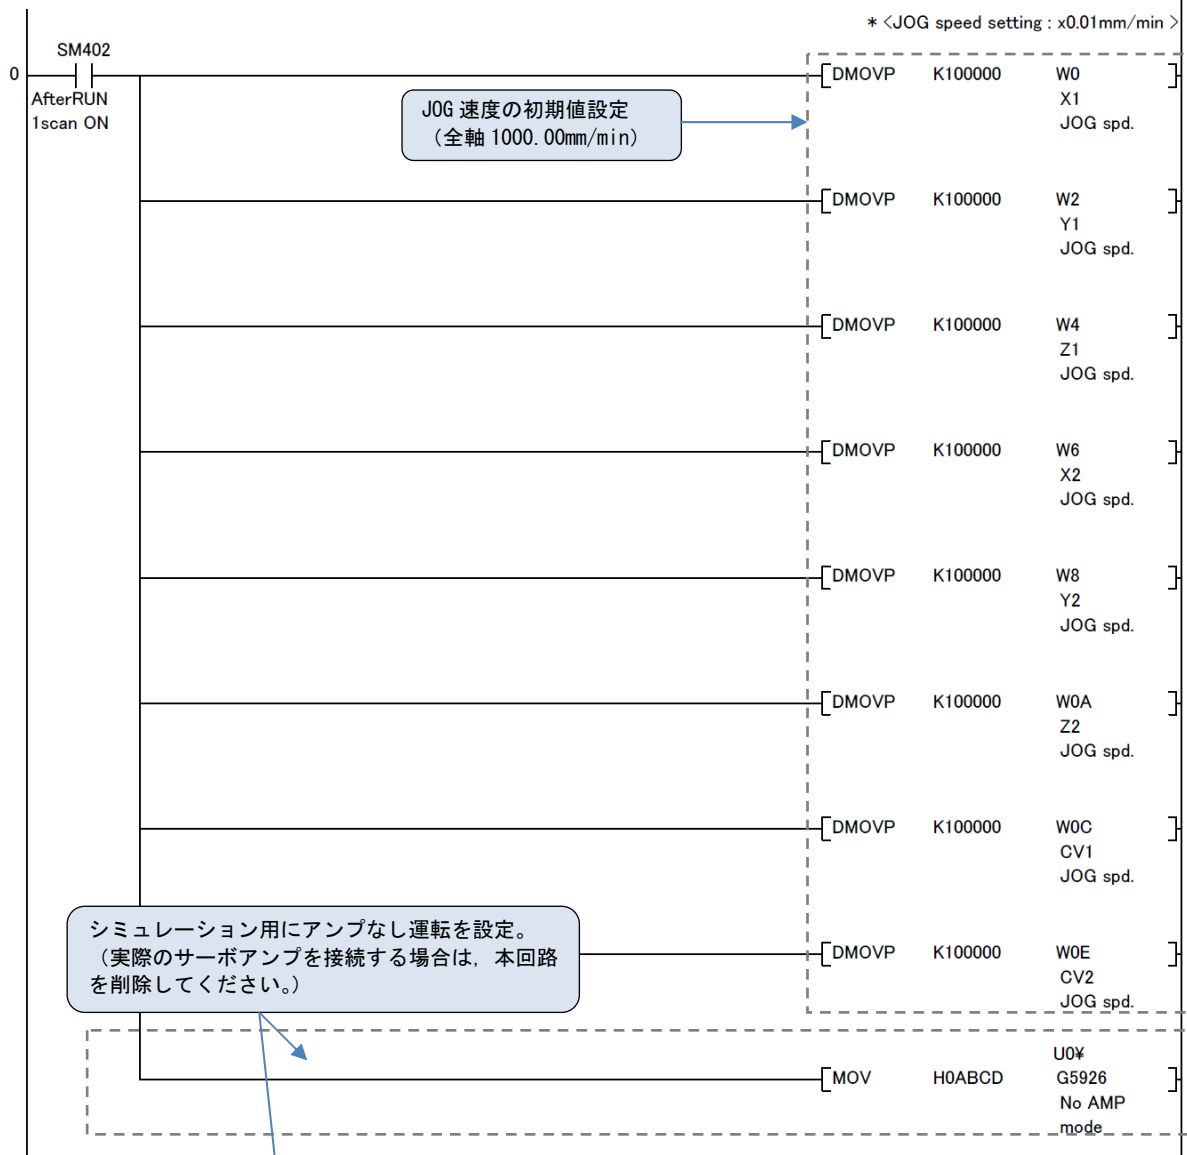 * <JOG speed setting : x0.01mm/min >
SM402
0
DMOVP K100000 W0
AfterRUN
X1
1scan ON
JOG spd.
JOG 速度の初期値設定
（全軸 1000.00mm/min）
DMOVP K100000 W2
Y1
JOG spd.
DMOVP K100000 W4
Z1
JOG spd.
DMOVP K100000 W6
X2
JOG spd.
DMOVP K100000 W8
Y2
JOG spd.
DMOVP K100000 W0A
Z2
JOG spd.
DMOVP K100000 W0C
CV1
JOG spd.
シミュレーション用にアンプなし運転を設定。
（実際のサーボアンプを接続する場合は，本回路
を削除してください。）
DMOVP K100000 W0E
CV2
JOG spd.
U0¥
MOV H0ABCD G5926
No AMP
mode